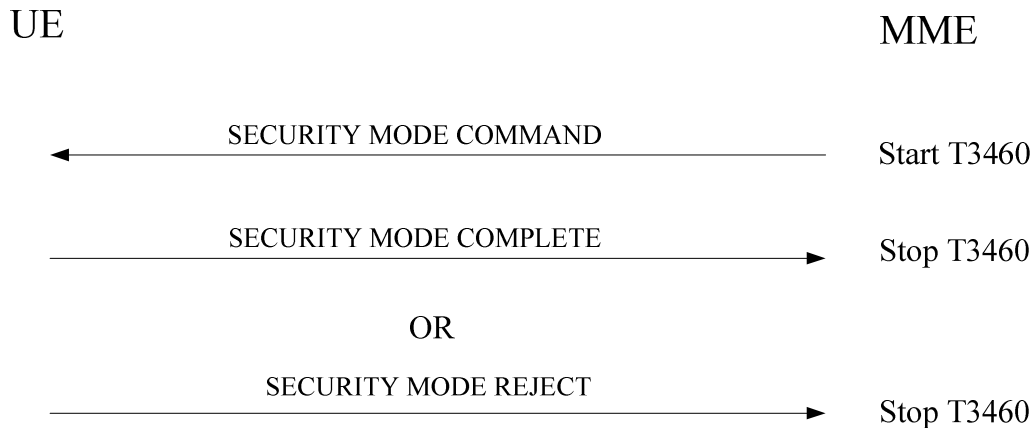 UE
MME
SECURITY MODE COMMAND
Start T3460
SECURITY MODE COMPLETE
Stop T3460
OR
SECURITY MODE REJECT
Stop T3460